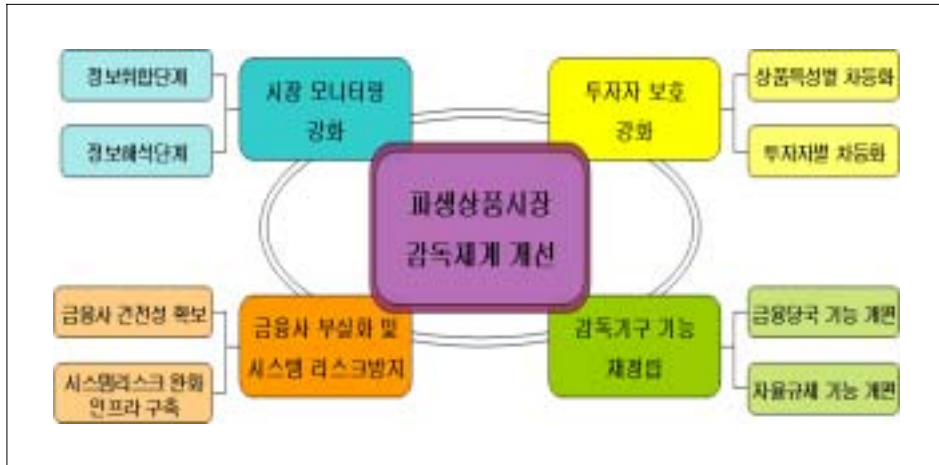 정보취합단계
정보해석단계
시장 모니터링
강화
투자자 보호
강화
상품특성별 차등화
투자자별 차등화
파생상품시장
감독체계 개선
금융사 건전성 확보
시스템리스크 완화
인프라 구축
금융사 부실화 및
시스템 리스크방지
감독기구 기능
재정립
금융당국 기능 개편
자율규제 기능 개편